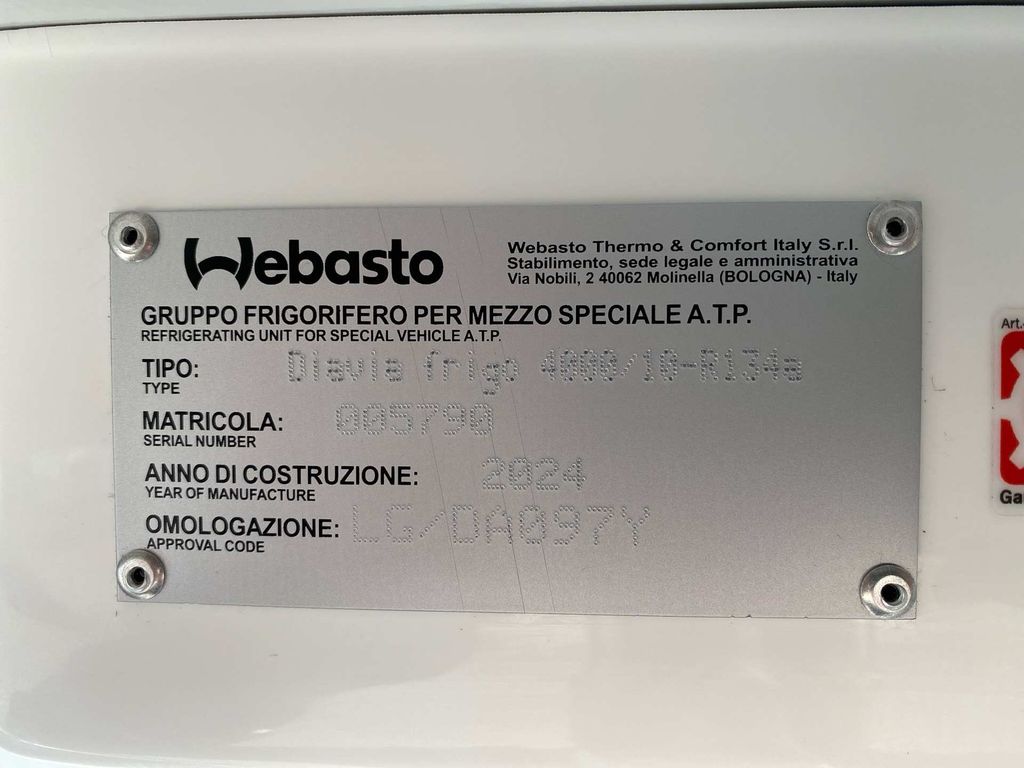 Webasto
Webasto Thermo & Comfort Italy S.r.l.
Stabilimento, sede legale e amministrativa
Via Nobili, 2 40062 Molinella (BOLOGNA) - Italy
GRUPPO FRIGORIFERO PER MEZZO SPECIALE A.T.P.
REFRIGERATING UNIT FOR SPECIAL VEHICLE A.T.P.
TIPO: Diavia frigo 4000/10-R134a
TYPE
MATRICOLA: 005790
SERIAL NUMBER
ANNO DI COSTRUZIONE: 2024
YEAR OF MANUFACTURE
OMOLOGAZIONE: LG/DA097Y
APPROVAL CODE
Art.
Ga